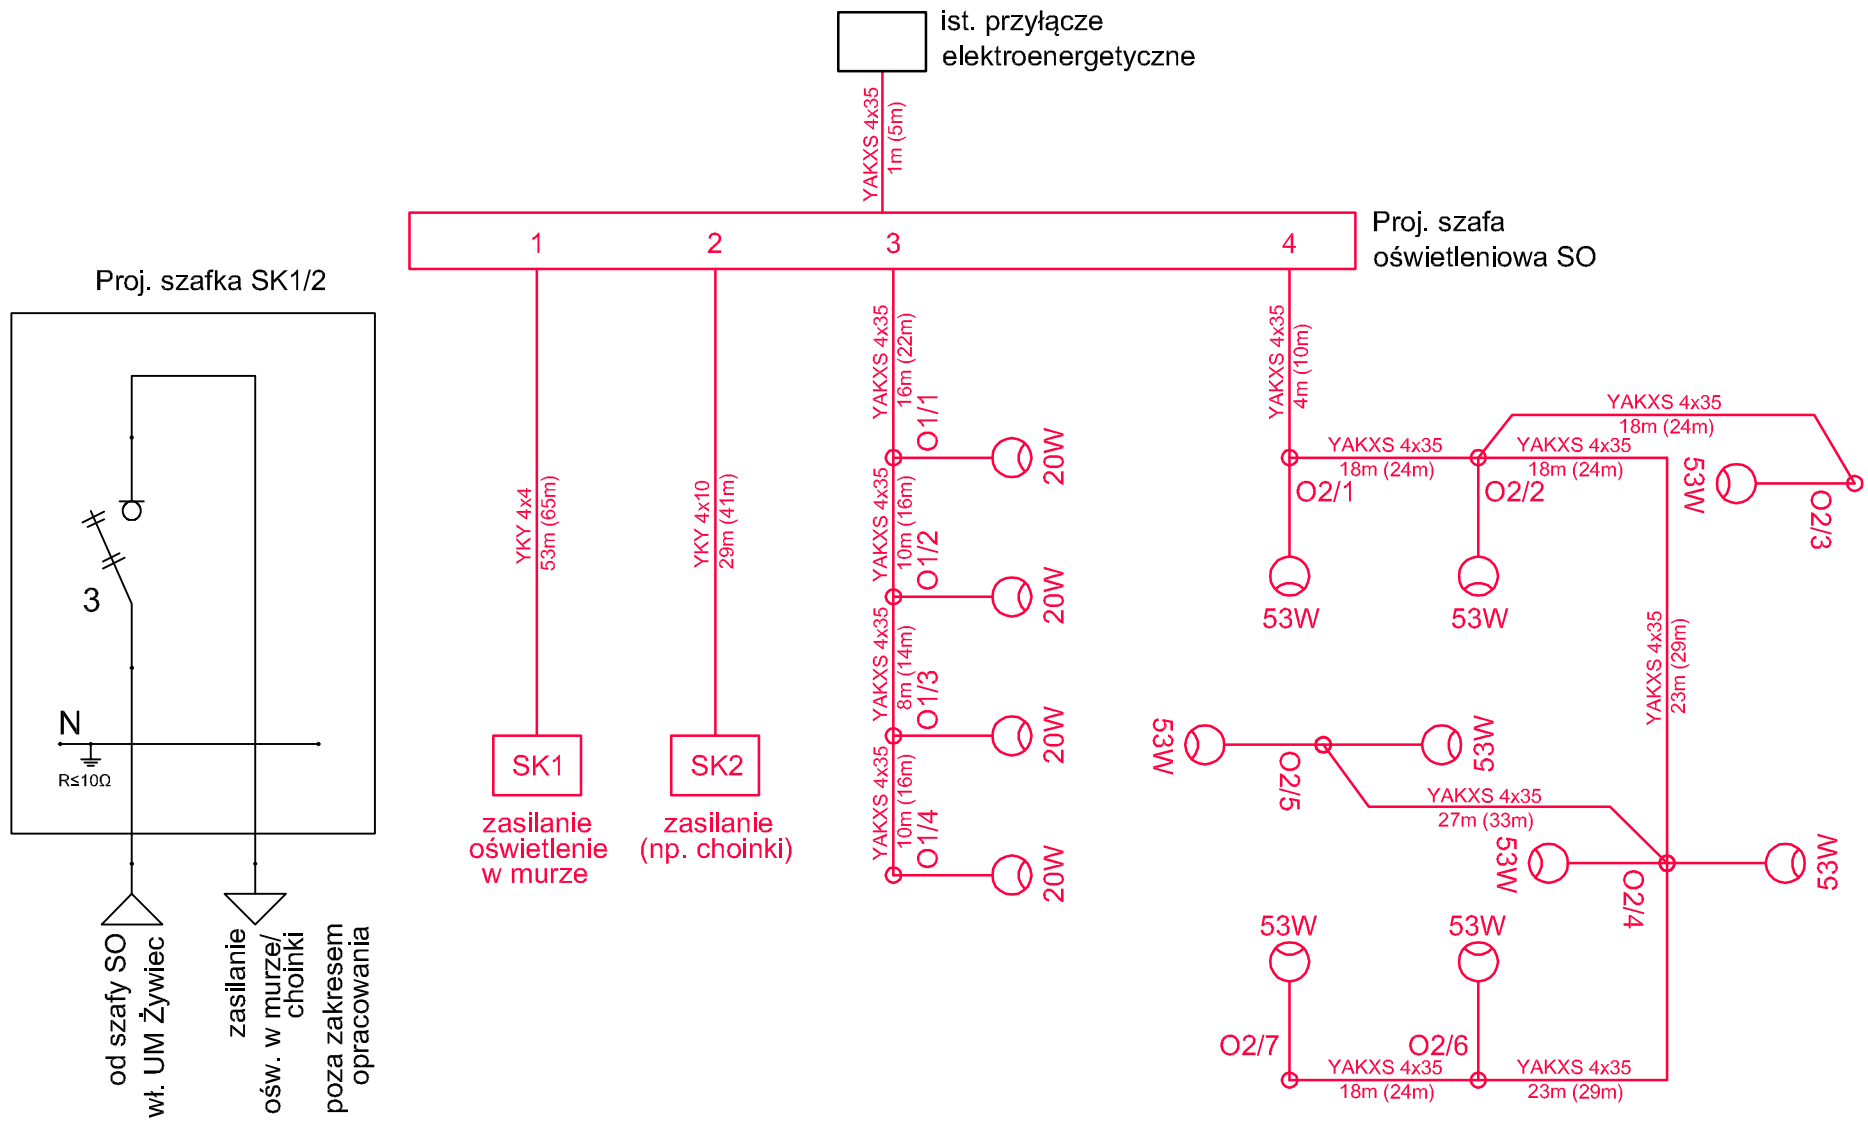 ist. przyłącze
elektroenergetyczne
YAKXS 4x35
1m (5m)
Proj. szafa
oświetleniowa SO
1
2
3
4
Proj. szafka SK1/2
3
N
R≤10Ω
od szafy SO
wł. UM Żywiec
zasilanie
ośw. w murze/
choinki
poza zakresem
opracowania
YKY 4x4
53m (65m)
SK1
zasilanie
oświetlenie
w murze
YKY 4x10
29m (41m)
SK2
zasilanie
(np. choinki)
YAKXS 4x35
16m (22m)
O1/1
20W
YAKXS 4x35
10m (16m)
O1/2
20W
YAKXS 4x35
8m (14m)
O1/3
20W
YAKXS 4x35
10m (16m)
O1/4
20W
YAKXS 4x35
4m (10m)
O2/1
53W
YAKXS 4x35
18m (24m)
O2/2
53W
YAKXS 4x35
18m (24m)
O2/3
53W
YAKXS 4x35
18m (24m)
YAKXS 4x35
23m (29m)
53W
O2/5
53W
YAKXS 4x35
27m (33m)
53W
O2/4
53W
53W
O2/7
53W
O2/6
YAKXS 4x35
18m (24m)
YAKXS 4x35
23m (29m)